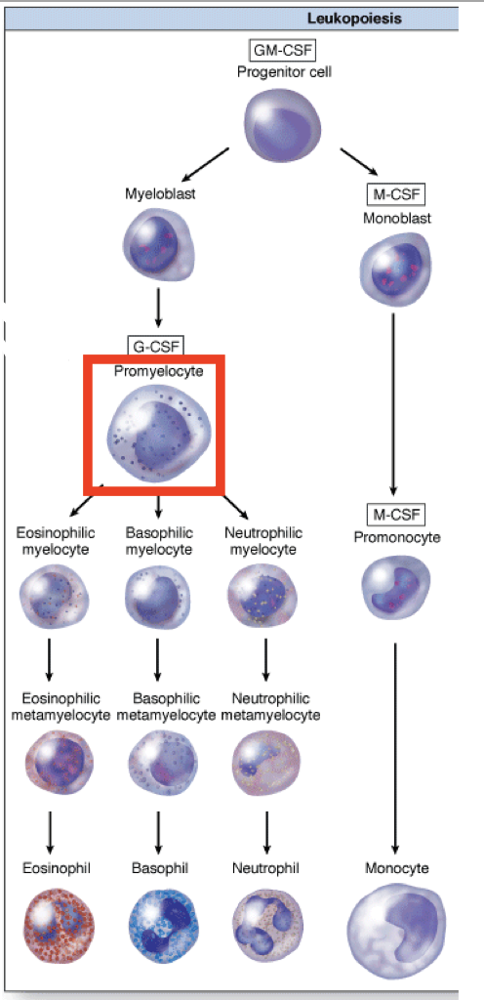 Leukopoiesis
GM-CSF
Progenitor cell
Myeloblast
M-CSF
Monoblast
G-CSF
Promyelocyte
Eosinophilic
myelocyte
Basophilic
myelocyte
Neutrophilic
myelocyte
M-CSF
Promonocyte
Eosinophilic
metamyelocyte
Basophilic
metamyelocyte
Neutrophilic
metamyelocyte
Eosinophil
Basophil
Neutrophil
Monocyte